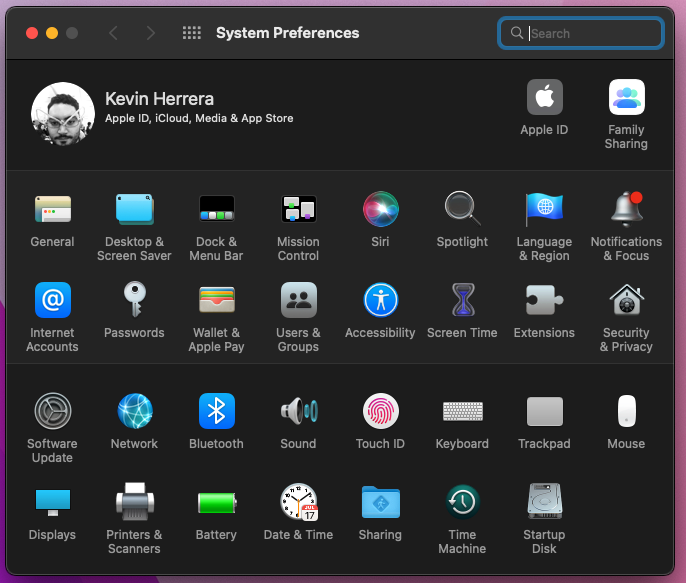 System Preferences
Search
Kevin Herrera
Apple ID, iCloud, Media & App Store
Apple ID
Family
Sharing
General
Desktop &
Screen Saver
Dock &
Menu Bar
Mission
Control
Siri
Spotlight
Language
& Region
Notifications
& Focus
@
Internet
Accounts
Passwords
Wallet &
Apple Pay
Users &
Groups
Accessibility
Screen Time
Extensions
Security
& Privacy
Software
Update
Network
Bluetooth
Sound
Touch ID
Keyboard
Trackpad
Mouse
Displays
Printers &
Scanners
Battery
JUL
17
Date & Time
Sharing
Time
Machine
Startup
Disk